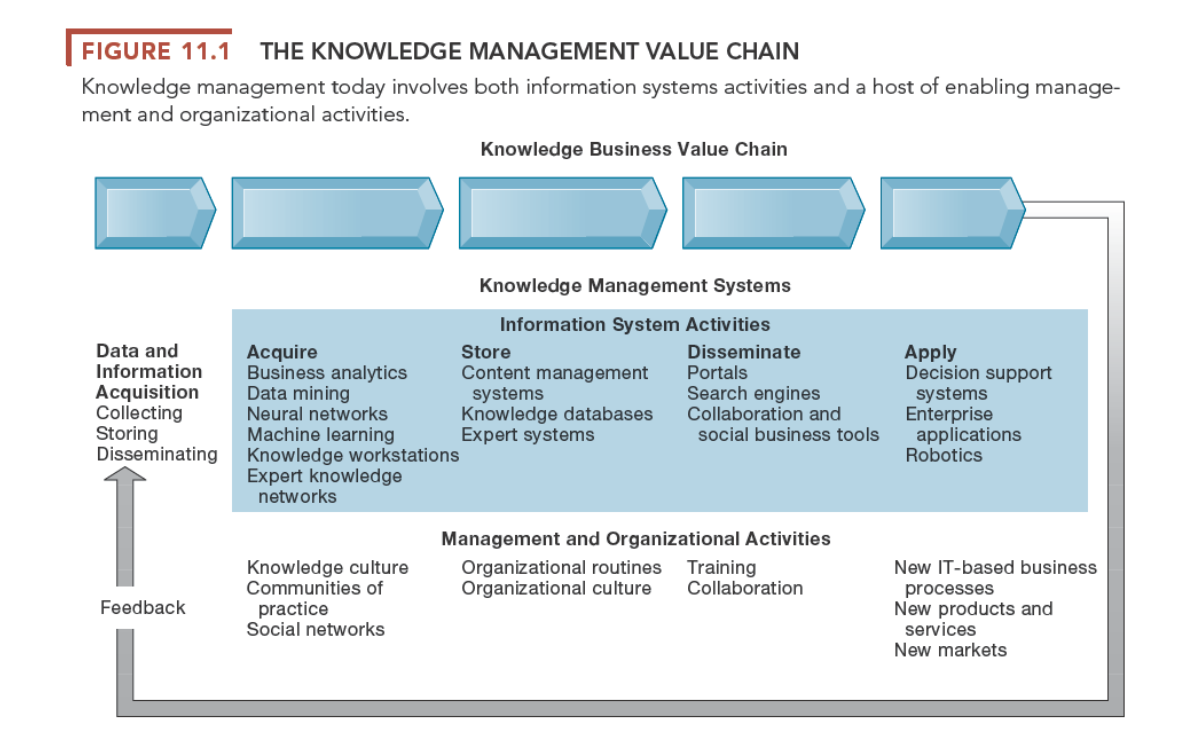 FIGURE 11.1 THE KNOWLEDGE MANAGEMENT VALUE CHAIN
Knowledge management today involves both information systems activities and a host of enabling manage-
ment and organizational activities.
Knowledge Business Value Chain
Knowledge Management Systems
Information System Activities
Data and
Information
Acquisition
Collecting
Storing
Disseminating
Acquire
Business analytics
Data mining
Neural networks
Machine learning
Knowledge workstations
Expert knowledge
networks
Store
Content management
systems
Knowledge databases
Expert systems
Disseminate
Portals
Search engines
Collaboration and
social business tools
Apply
Decision support
systems
Enterprise
applications
Robotics
Management and Organizational Activities
Feedback
Knowledge culture
Communities of
practice
Social networks
Organizational routines
Organizational culture
Training
Collaboration
New IT-based business
processes
New products and
services
New markets